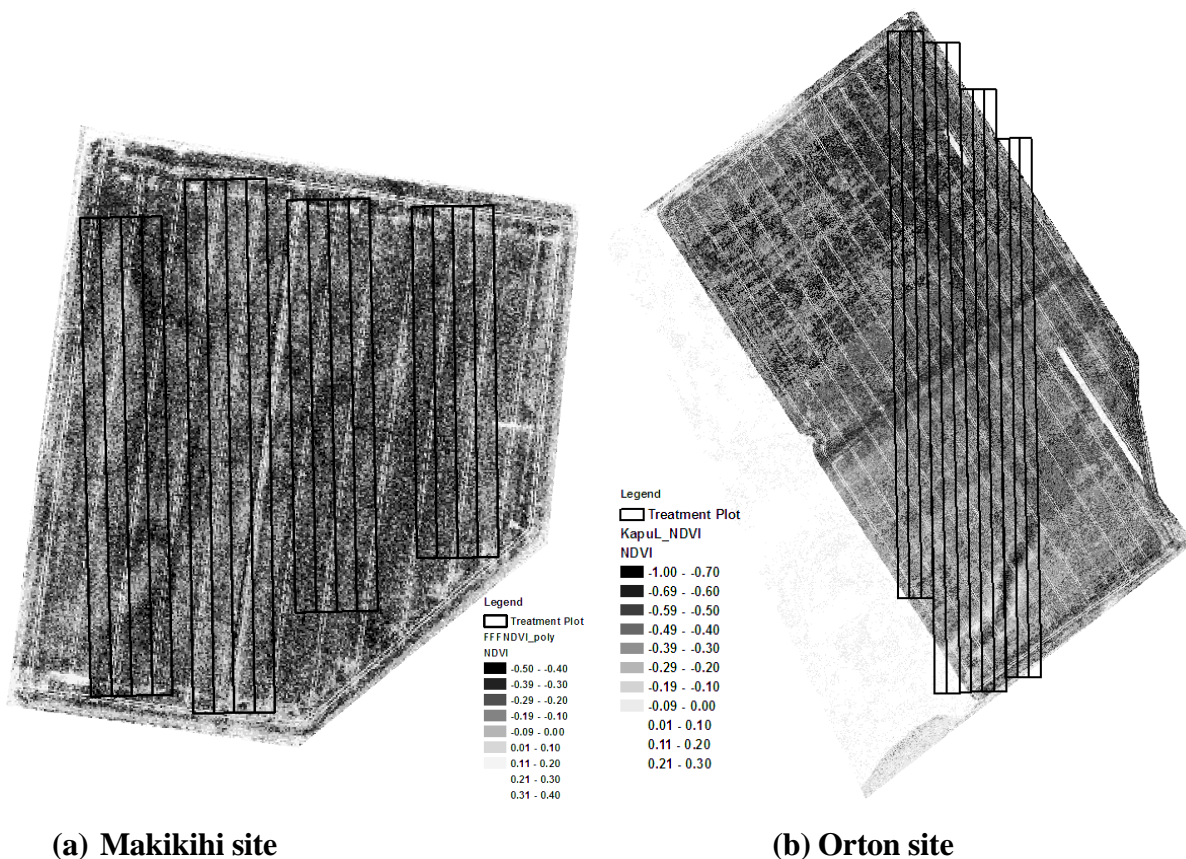 Legend
Treatment Plot
FFFNDVI_poly
NDVI
-0.50 - -0.40
-0.39 - -0.30
-0.29 - -0.20
-0.19 - -0.10
-0.09 - 0.00
0.01 - 0.10
0.11 - 0.20
0.21 - 0.30
0.31 - 0.40
Legend
Treatment Plot
KapuL_NDVI
NDVI
-1.00 - -0.70
-0.69 - -0.60
-0.59 - -0.50
-0.49 - -0.40
-0.39 - -0.30
-0.29 - -0.20
-0.19 - -0.10
-0.09 - 0.00
0.01 - 0.10
0.11 - 0.20
0.21 - 0.30
(a) Makikihi site
(b) Orton site